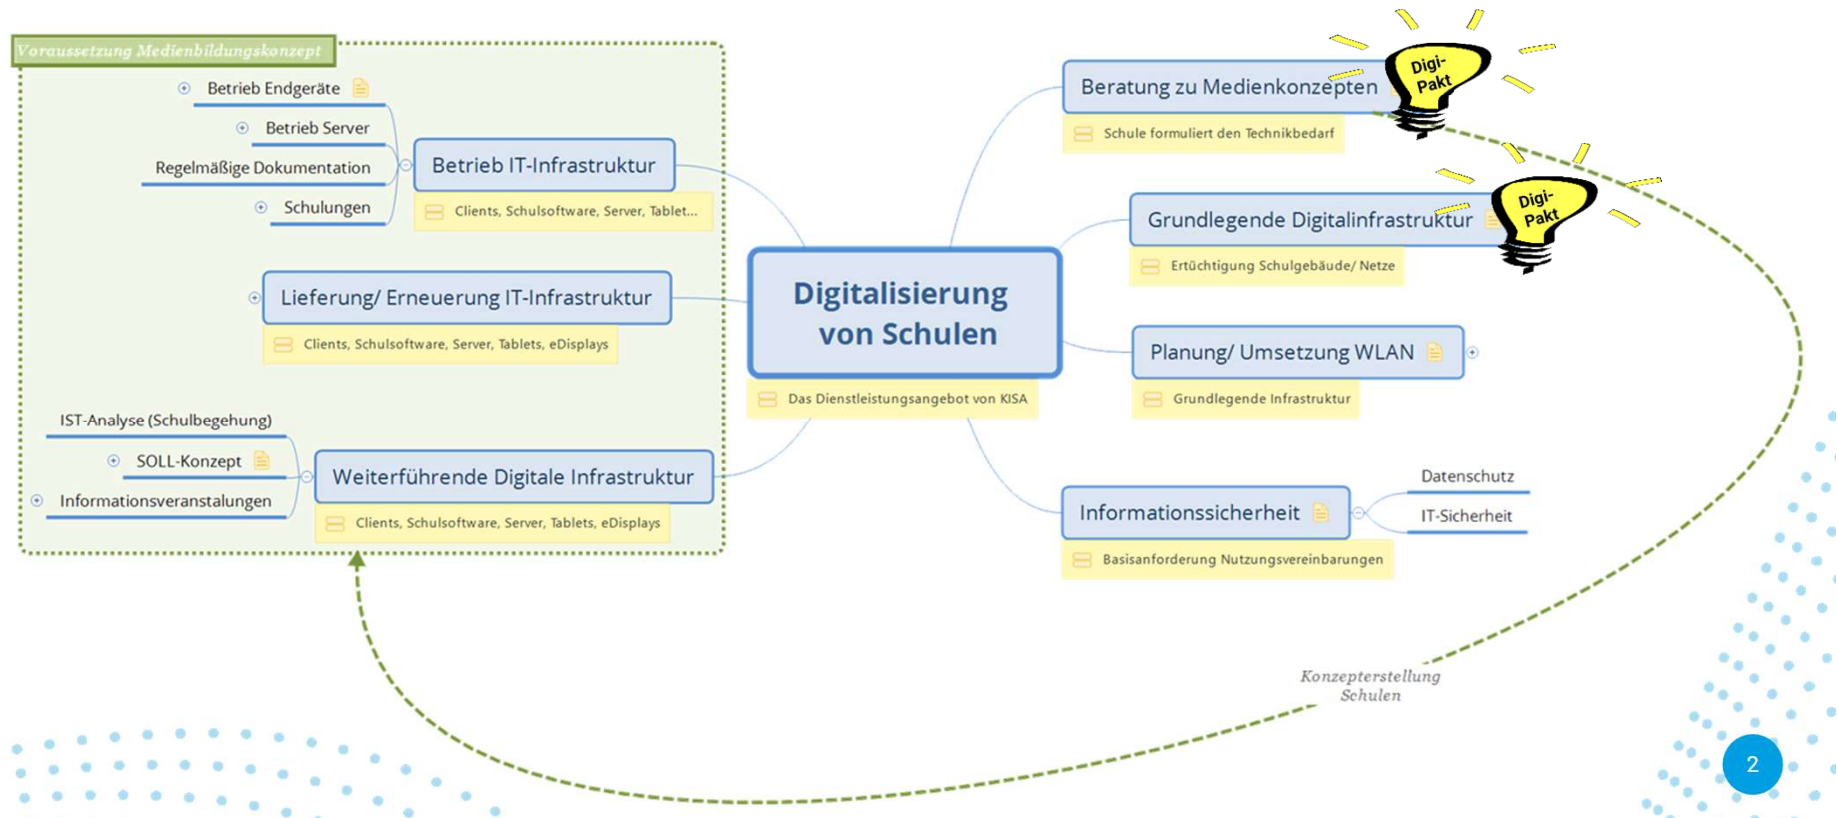 Voraussetzung Medienbildungskonzept
Betrieb Endgeräte
Betrieb Server
Regelmäßige Dokumentation
Schulungen
Betrieb IT-Infrastruktur
Clients, Schulsoftware, Server, Tablet...
Lieferung/ Erneuerung IT-Infrastruktur
Clients, Schulsoftware, Server, Tablets, eDisplays
IST-Analyse (Schulbegehung)
SOLL-Konzept
Informationsveranstalungen
Weiterführende Digitale Infrastruktur
Clients, Schulsoftware, Server, Tablets, eDisplays
Digitalisierung
von Schulen
Das Dienstleistungsangebot von KISA
Beratung zu Medienkonzepten
Schule formuliert den Technikbedarf
Digi-
Pakt
Grundlegende Digitalinfrastruktur
Ertüchtigung Schulgebäude/ Netze
Digi-
Pakt
Planung/ Umsetzung WLAN
Grundlegende Infrastruktur
Informationssicherheit
Basisanforderung Nutzungsvereinbarungen
Datenschutz
IT-Sicherheit
Konzepterstellung
Schulen
2